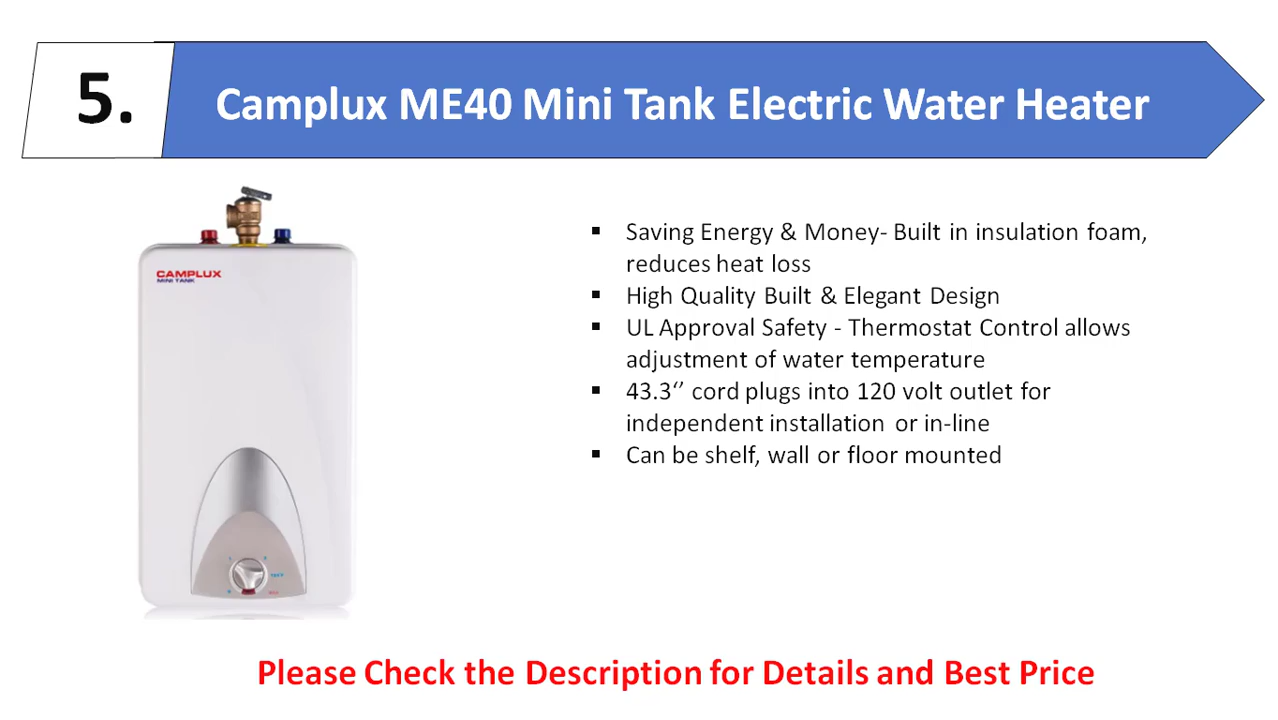 5.
Camplux ME40 Mini Tank Electric Water Heater
CAMPLUX
MINI TANK
▪ Saving Energy & Money- Built in insulation foam,
reduces heat loss
▪ High Quality Built & Elegant Design
▪ UL Approval Safety - Thermostat Control allows
adjustment of water temperature
▪ 43.3‘’ cord plugs into 120 volt outlet for
independent installation or in-line
▪ Can be shelf, wall or floor mounted
Please Check the Description for Details and Best Price